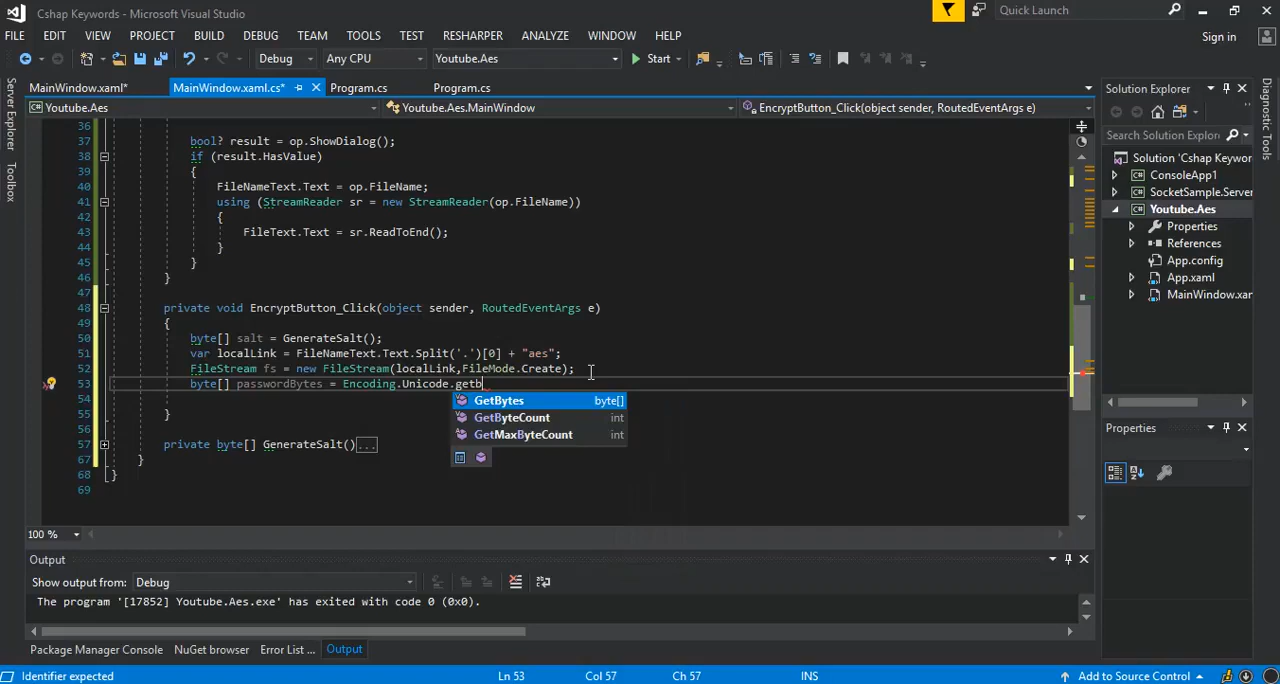 Cshap Keywords - Microsoft Visual Studio
Quick Launch
FILE EDIT VIEW PROJECT BUILD DEBUG TEAM TOOLS TEST RESHARPER ANALYZE WINDOW HELP
Sign in
Debug Any CPU Youtube.Aes Start
Server Explorer
Toolbox
MainWindow.xaml* MainWindow.xaml.cs* Program.cs Program.cs
Youtube.Aes Youtube.Aes.MainWindow EncryptButton_Click(object sender, RoutedEventArgs e)
36
37 bool? result = op.ShowDialog();
38 if (result.HasValue)
39 {
40 FileNameText.Text = op.FileName;
41 using (StreamReader sr = new StreamReader(op.FileName))
42 {
43 FileText.Text = sr.ReadToEnd();
44 }
45 }
46 }
47
48 private void EncryptButton_Click(object sender, RoutedEventArgs e)
49 {
50 byte[] salt = GenerateSalt();
51 var localLink = FileNameText.Text.Split('.')[0] + "aes";
52 FileStream fs = new FileStream(localLink,FileMode.Create);
53 byte[] passwordBytes = Encoding.Unicode.getb
54
GetBytes byte[]
GetByteCount int
GetMaxByteCount int
55 }
56
57 private byte[] GenerateSalt()...
67 }
68 }
69
100 %
Output
Show output from: Debug
The program '[17852] Youtube.Aes.exe' has exited with code 0 (0x0).
Package Manager Console NuGet browser Error List ... Output
Identifier expected Ln 53 Col 57 Ch 57 INS Add to Source Control
Solution Explorer
Search Solution Explor
Solution 'Cshap Keywor
ConsoleApp1
SocketSample.Server
Youtube.Aes
Properties
References
App.config
App.xaml
MainWindow.xar
Properties
Diagnostic Tools